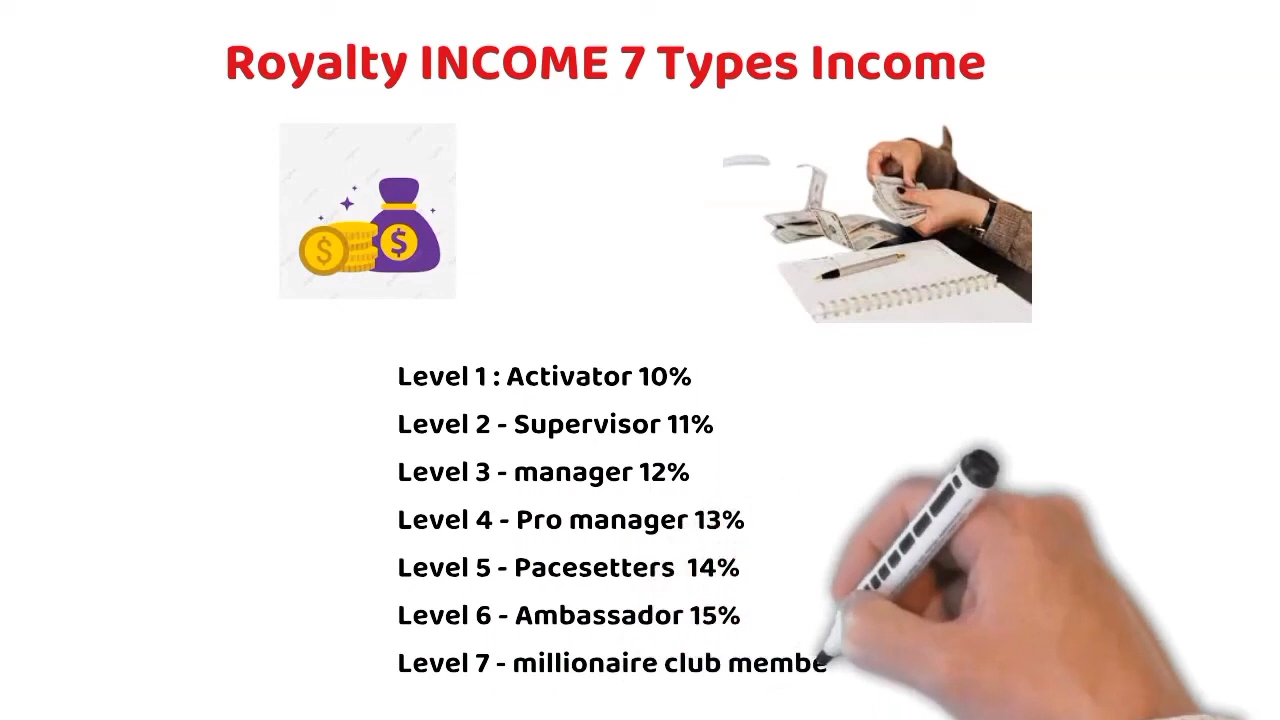 Royalty INCOME 7 Types Income
$ $
Level 1 : Activator 10%
Level 2 - Supervisor 11%
Level 3 - manager 12%
Level 4 - Pro manager 13%
Level 5 - Pacesetters 14%
Level 6 - Ambassador 15%
Level 7 - millionaire club membe